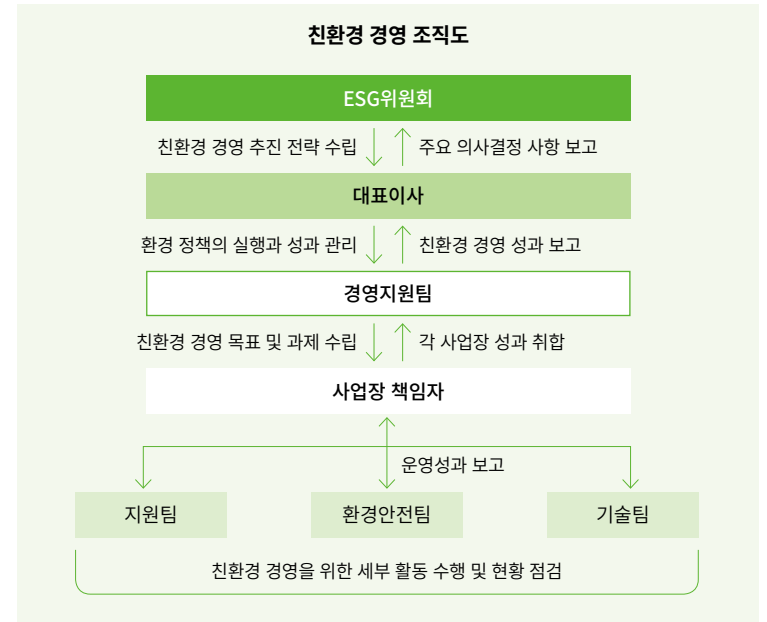 친환경 경영 조직도
ESG위원회
친환경 경영 추진 전략 수립
주요 의사결정 사항 보고
대표이사
환경 정책의 실행과 성과 관리
친환경 경영 성과 보고
경영지원팀
친환경 경영 목표 및 과제 수립
각 사업장 성과 취합
사업장 책임자
운영성과 보고
지원팀
환경안전팀
기술팀
친환경 경영을 위한 세부 활동 수행 및 현황 점검